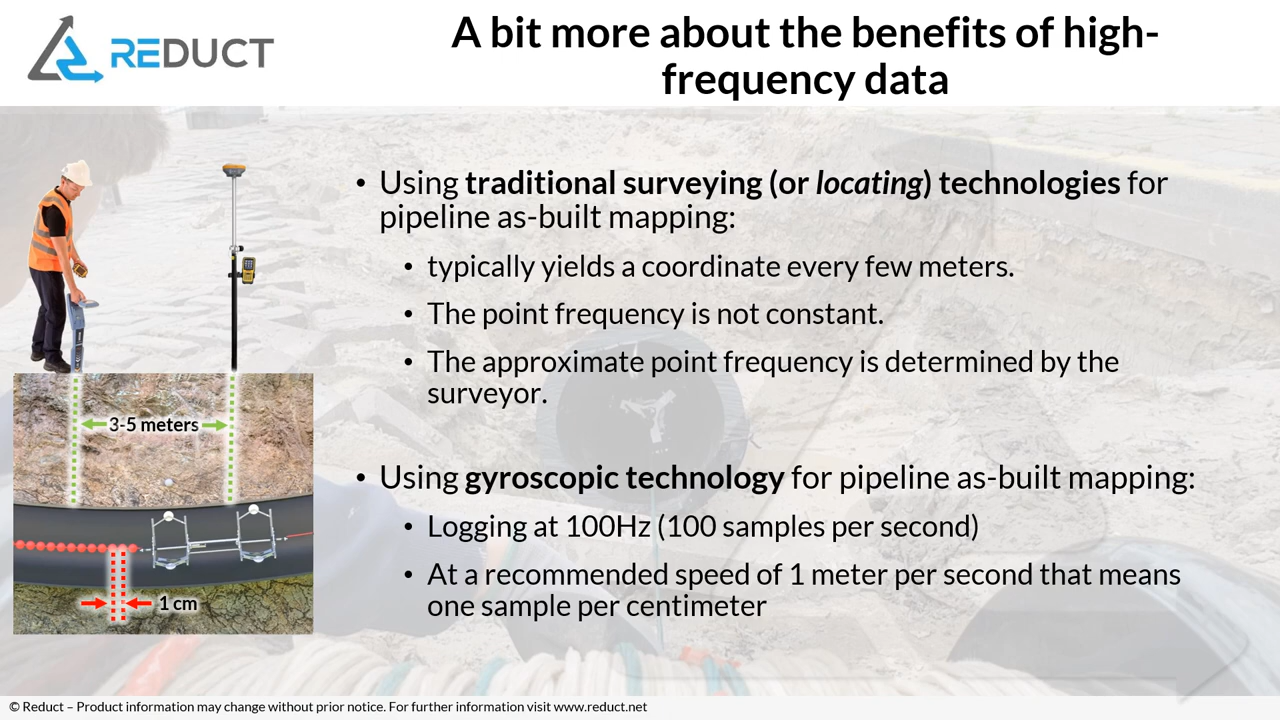 REDUCT
A bit more about the benefits of high-
frequency data
• Using traditional surveying (or locating) technologies for
pipeline as-built mapping:
• typically yields a coordinate every few meters.
• The point frequency is not constant.
• The approximate point frequency is determined by the
surveyor.
3-5 meters
• Using gyroscopic technology for pipeline as-built mapping:
• Logging at 100Hz (100 samples per second)
• At a recommended speed of 1 meter per second that means
one sample per centimeter
1 cm
© Reduct – Product information may change without prior notice. For further information visit www.reduct.net